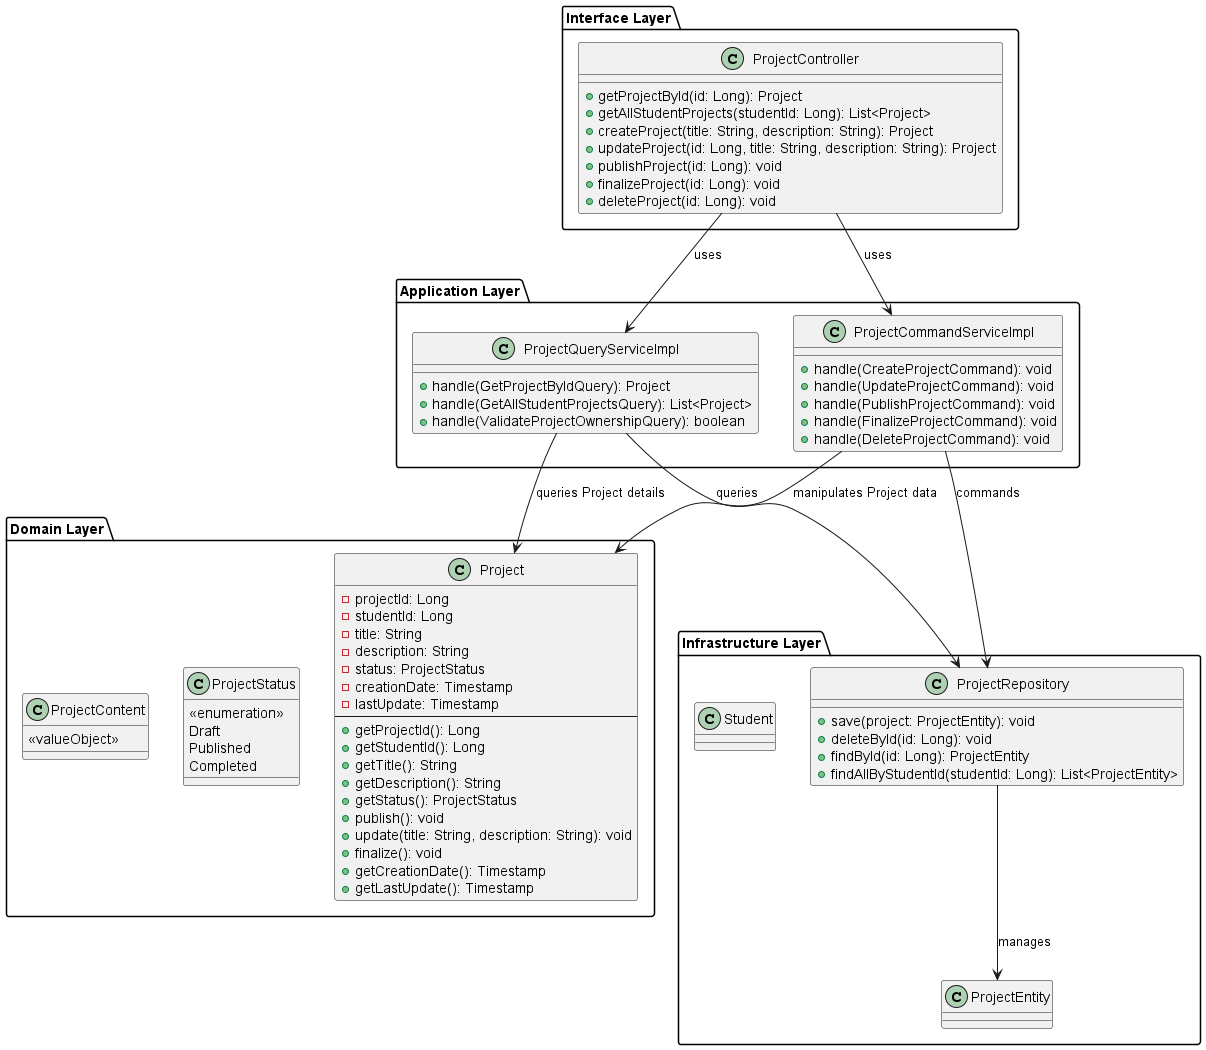 Interface Layer
C ProjectController
getProjectById(id: Long): Project
getAllStudentProjects(studentId: Long): List<Project>
createProject(title: String, description: String): Project
updateProject(id: Long, title: String, description: String): Project
publishProject(id: Long): void
finalizeProject(id: Long): void
deleteProject(id: Long): void
uses
uses
Application Layer
C ProjectQueryServiceImpl
handle(GetProjectByIdQuery): Project
handle(GetAllStudentProjectsQuery): List<Project>
handle(ValidateProjectOwnershipQuery): boolean
C ProjectCommandServiceImpl
handle(CreateProjectCommand): void
handle(UpdateProjectCommand): void
handle(PublishProjectCommand): void
handle(FinalizeProjectCommand): void
handle(DeleteProjectCommand): void
queries Project details
queries
manipulates Project data
commands
Domain Layer
C ProjectContent
«valueObject»
C ProjectStatus
«enumeration»
Draft
Published
Completed
C Project
projectId: Long
studentId: Long
title: String
description: String
status: ProjectStatus
creationDate: Timestamp
lastUpdate: Timestamp
getProjectId(): Long
getStudentId(): Long
getTitle(): String
getDescription(): String
getStatus(): ProjectStatus
publish(): void
update(title: String, description: String): void
finalize(): void
getCreationDate(): Timestamp
getLastUpdate(): Timestamp
Infrastructure Layer
C Student
C ProjectRepository
save(project: ProjectEntity): void
deleteById(id: Long): void
findById(id: Long): ProjectEntity
findAllByStudentId(studentId: Long): List<ProjectEntity>
manages
C ProjectEntity